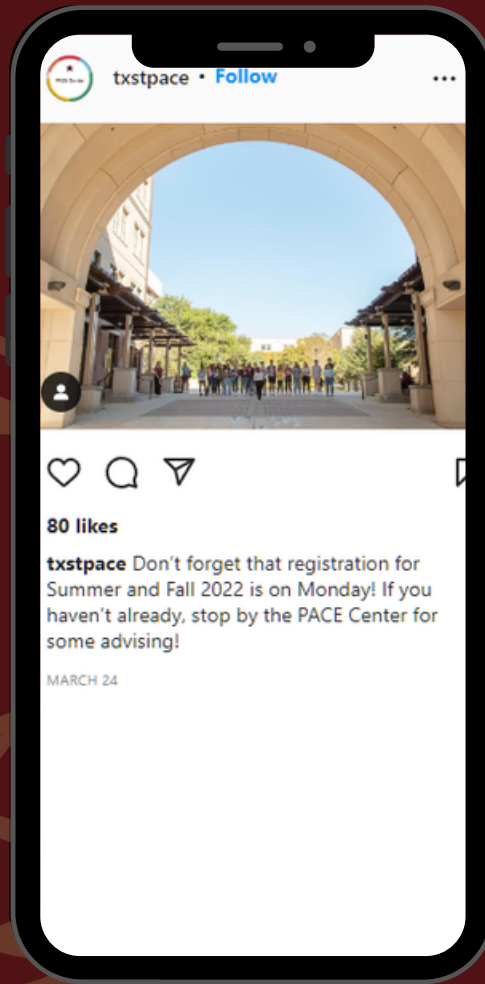 txstpace • Follow
80 likes
txstpace Don't forget that registration for
Summer and Fall 2022 is on Monday! If you
haven't already, stop by the PACE Center for
some advising!
MARCH 24